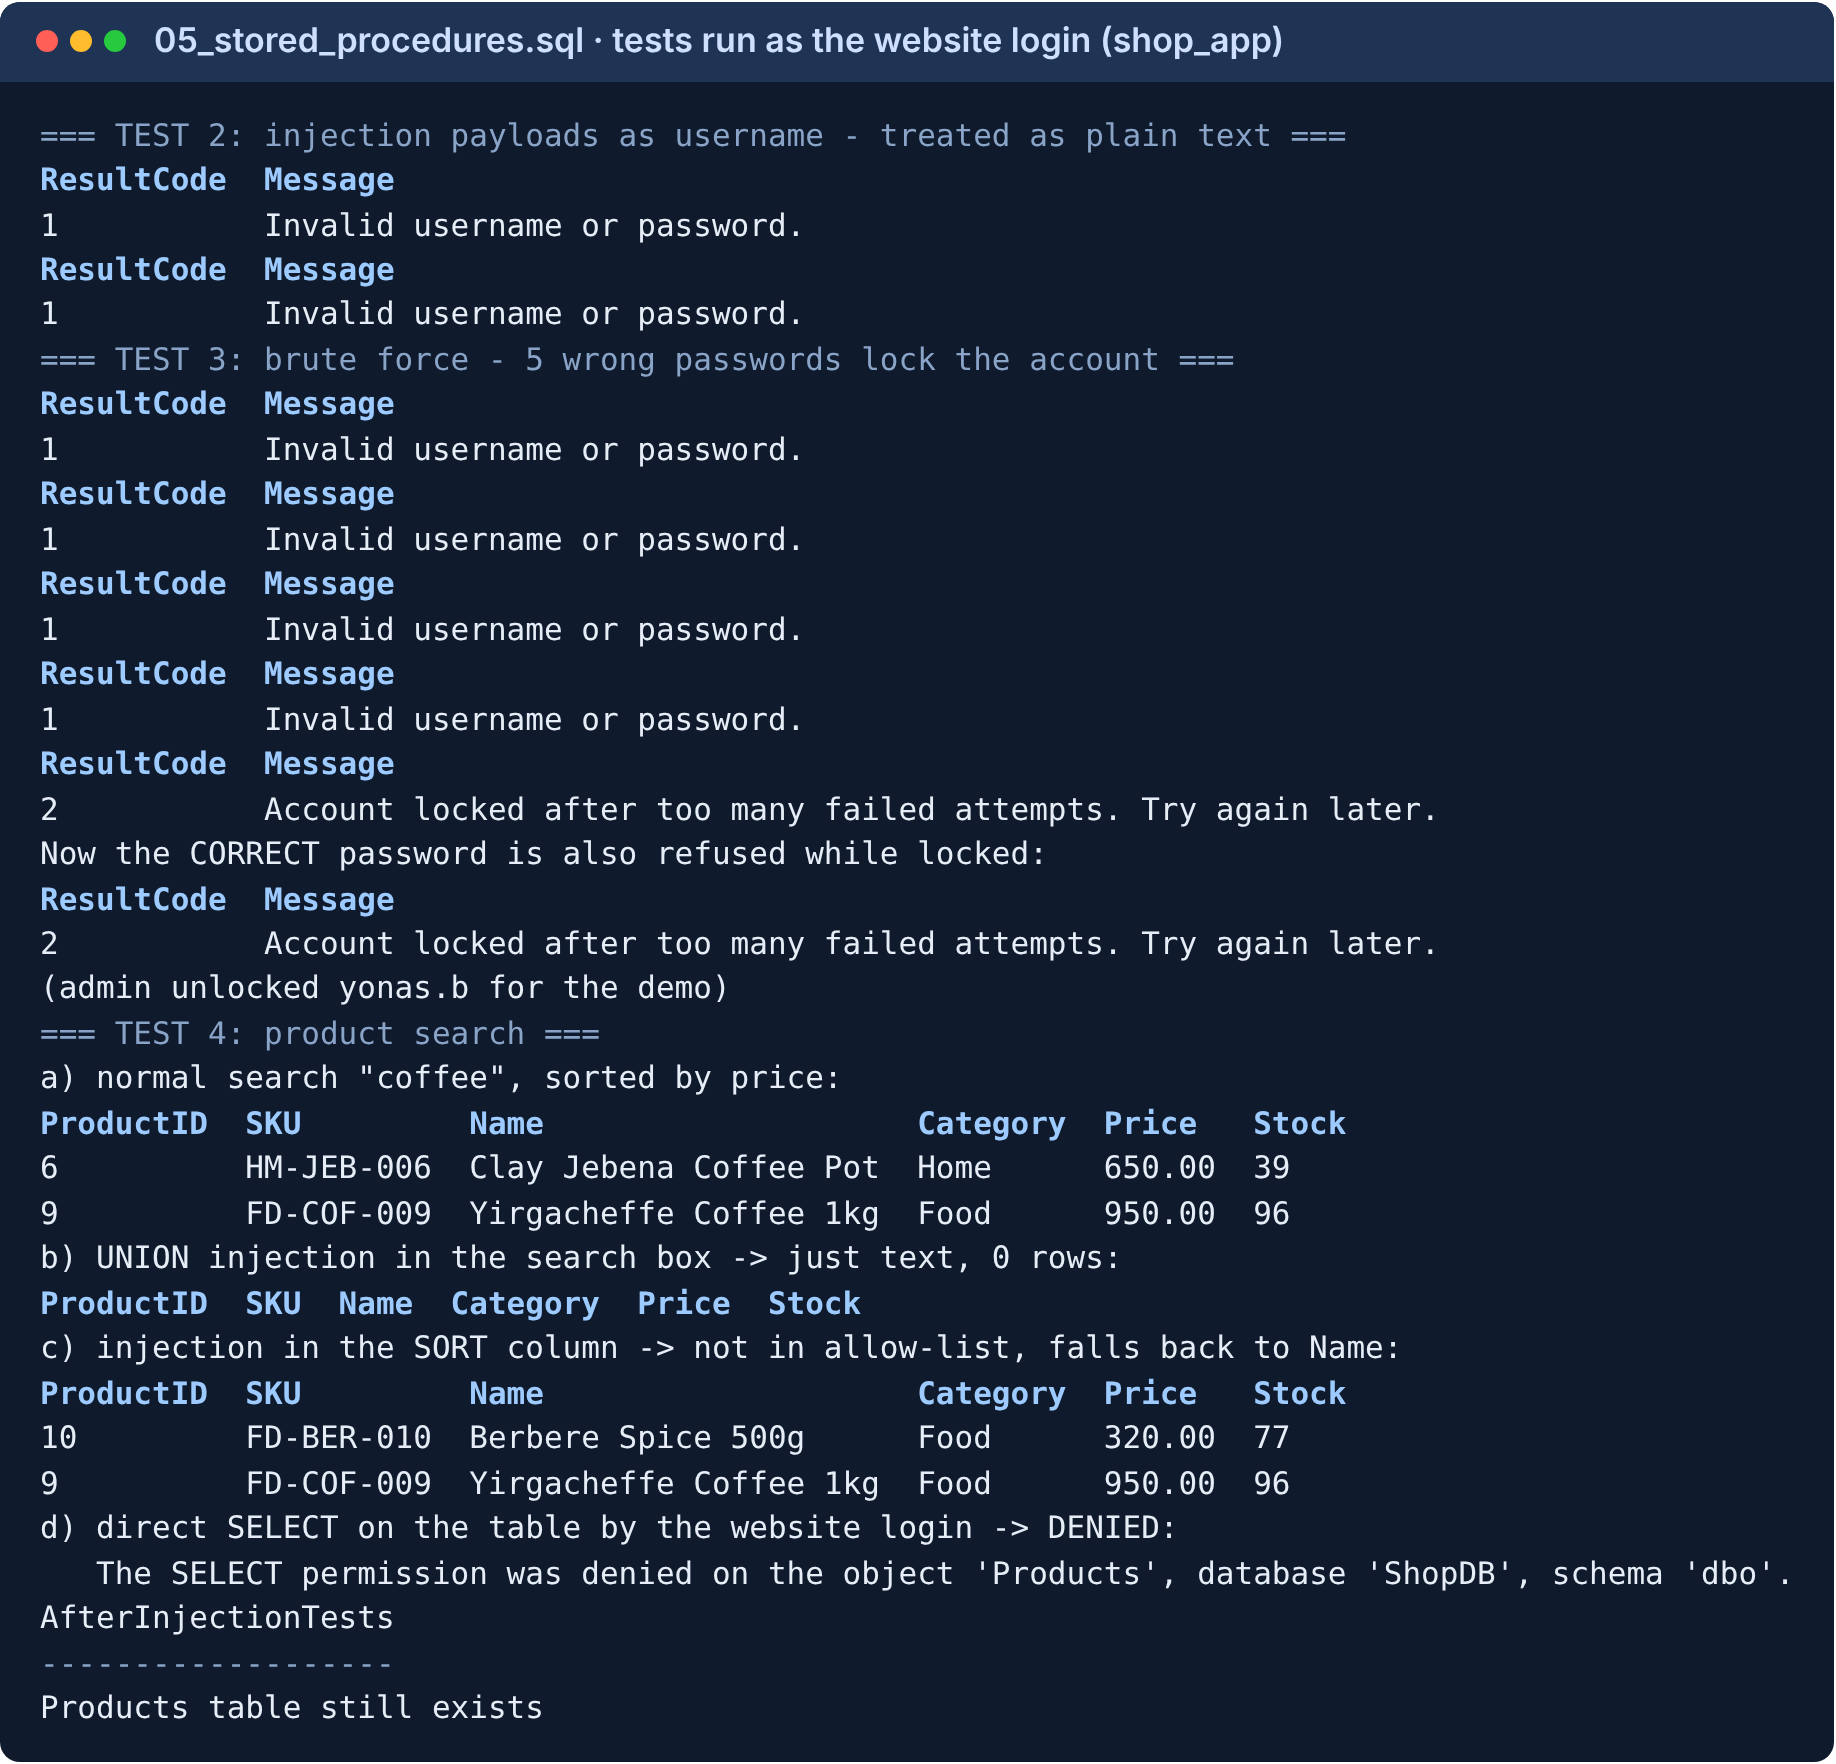 05_stored_procedures.sql · tests run as the website login (shop_app)
=== TEST 2: injection payloads as username - treated as plain text ===
ResultCode  Message
1           Invalid username or password.
ResultCode  Message
1           Invalid username or password.
=== TEST 3: brute force - 5 wrong passwords lock the account ===
ResultCode  Message
1           Invalid username or password.
ResultCode  Message
1           Invalid username or password.
ResultCode  Message
1           Invalid username or password.
ResultCode  Message
1           Invalid username or password.
ResultCode  Message
2           Account locked after too many failed attempts. Try again later.
Now the CORRECT password is also refused while locked:
ResultCode  Message
2           Account locked after too many failed attempts. Try again later.
(admin unlocked yonas.b for the demo)
=== TEST 4: product search ===
a) normal search "coffee", sorted by price:
ProductID  SKU         Name                    Category  Price   Stock
6          HM-JEB-006  Clay Jebena Coffee Pot  Home      650.00  39
9          FD-COF-009  Yirgacheffe Coffee 1kg  Food      950.00  96
b) UNION injection in the search box -> just text, 0 rows:
ProductID  SKU  Name  Category  Price  Stock
c) injection in the SORT column -> not in allow-list, falls back to Name:
ProductID  SKU         Name                    Category  Price   Stock
10         FD-BER-010  Berbere Spice 500g      Food      320.00  77
9          FD-COF-009  Yirgacheffe Coffee 1kg  Food      950.00  96
d) direct SELECT on the table by the website login -> DENIED:
   The SELECT permission was denied on the object 'Products', database 'ShopDB', schema 'dbo'.
AfterInjectionTests
-------------------
Products table still exists